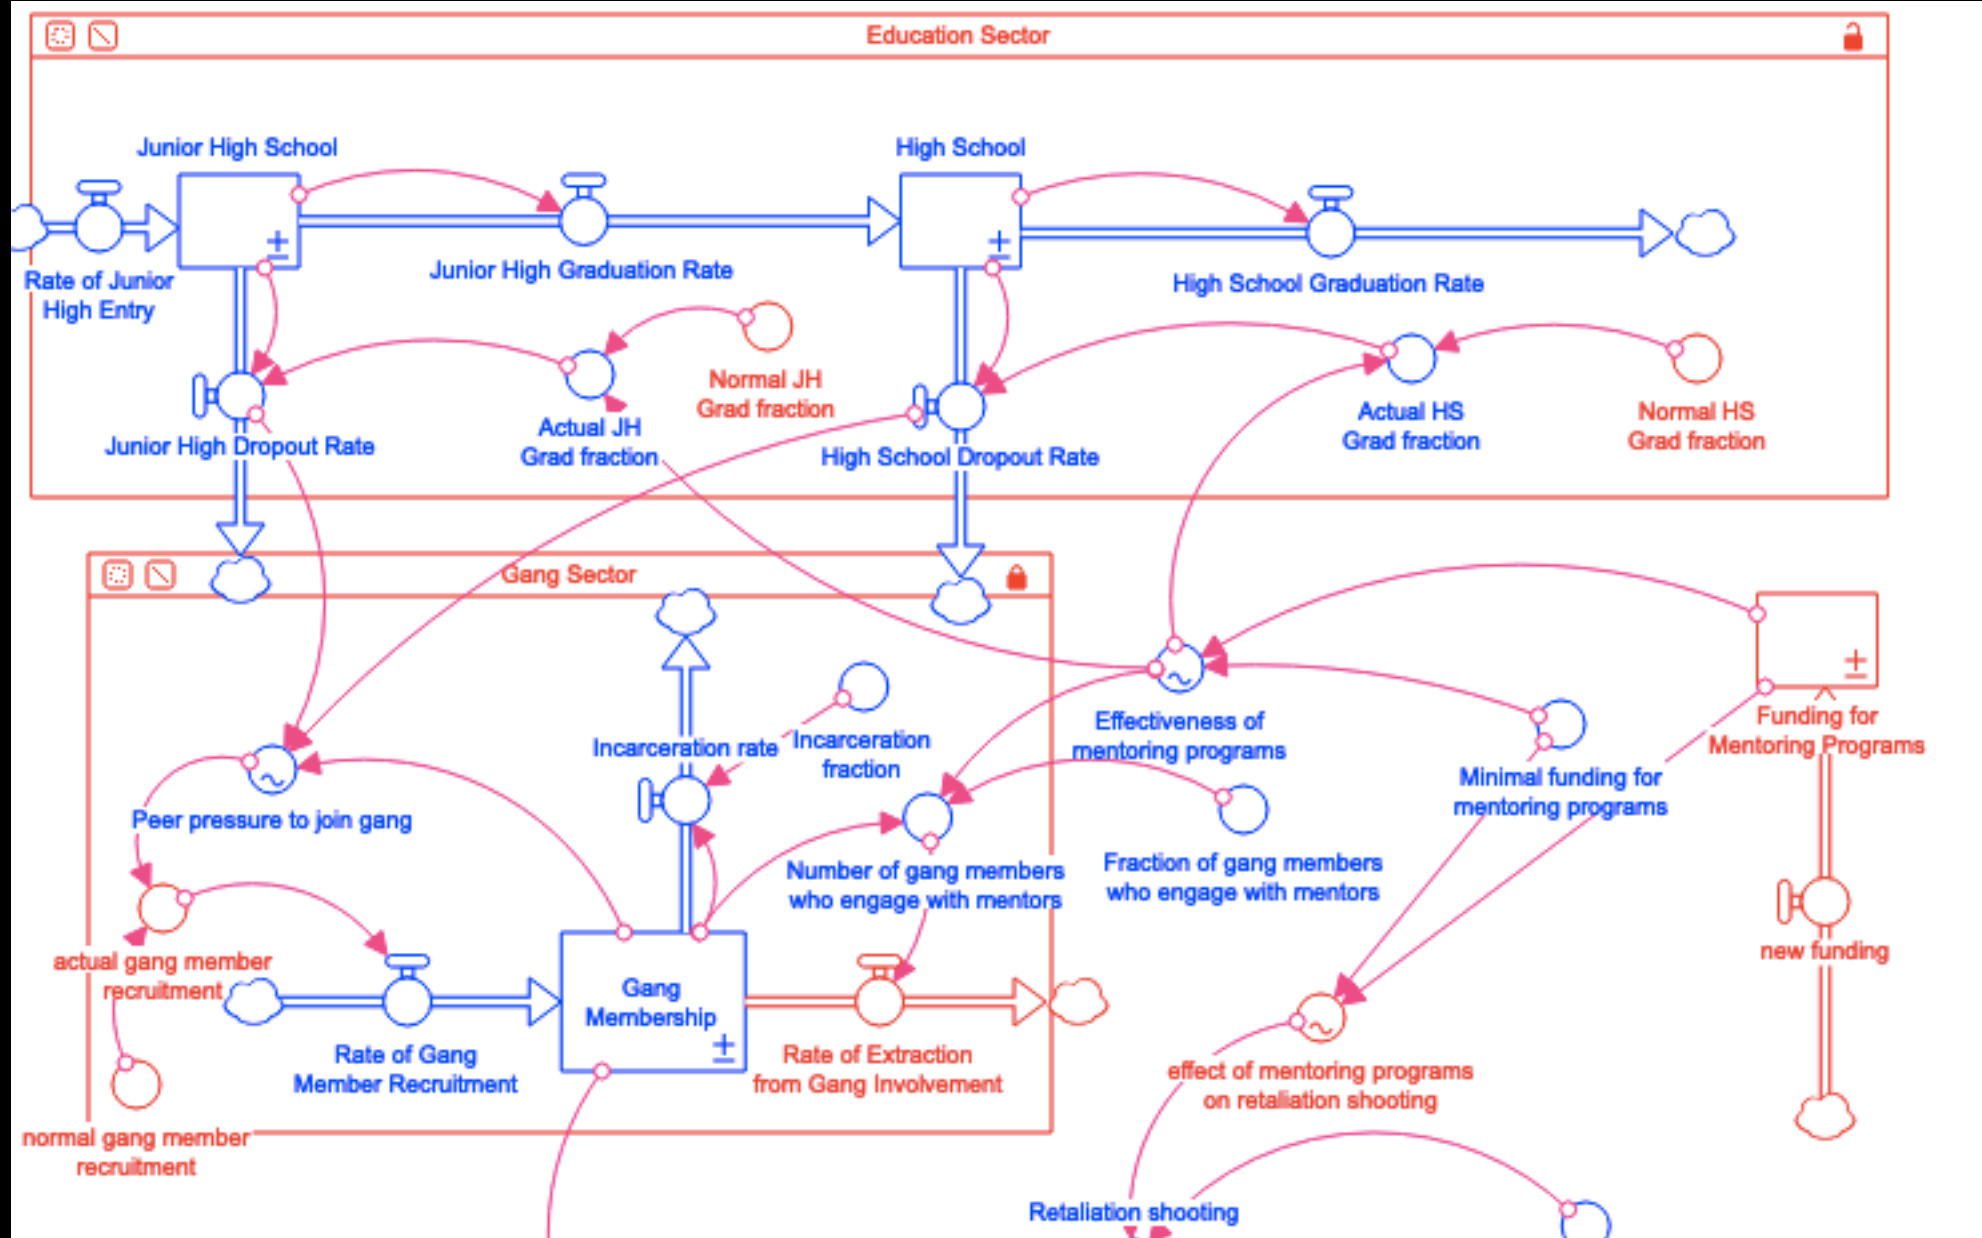 Education Sector
Junior High School
High School
Rate of Junior
High Entry
Junior High Graduation Rate
High School Graduation Rate
Normal JH
Grad fraction
Actual JH
Grad fraction
Actual HS
Grad fraction
Normal HS
Grad fraction
Junior High Dropout Rate
High School Dropout Rate
Gang Sector
Incarceration rate
Incarceration
fraction
Effectiveness of
mentoring programs
Funding for
Mentoring Programs
Minimal funding for
mentoring programs
Peer pressure to join gang
Number of gang members
who engage with mentors
Fraction of gang members
who engage with mentors
actual gang member
recruitment
new funding
Gang
Membership
Rate of Gang
Member Recruitment
Rate of Extraction
from Gang Involvement
effect of mentoring programs
on retaliation shooting
normal gang member
recruitment
Retaliation shooting